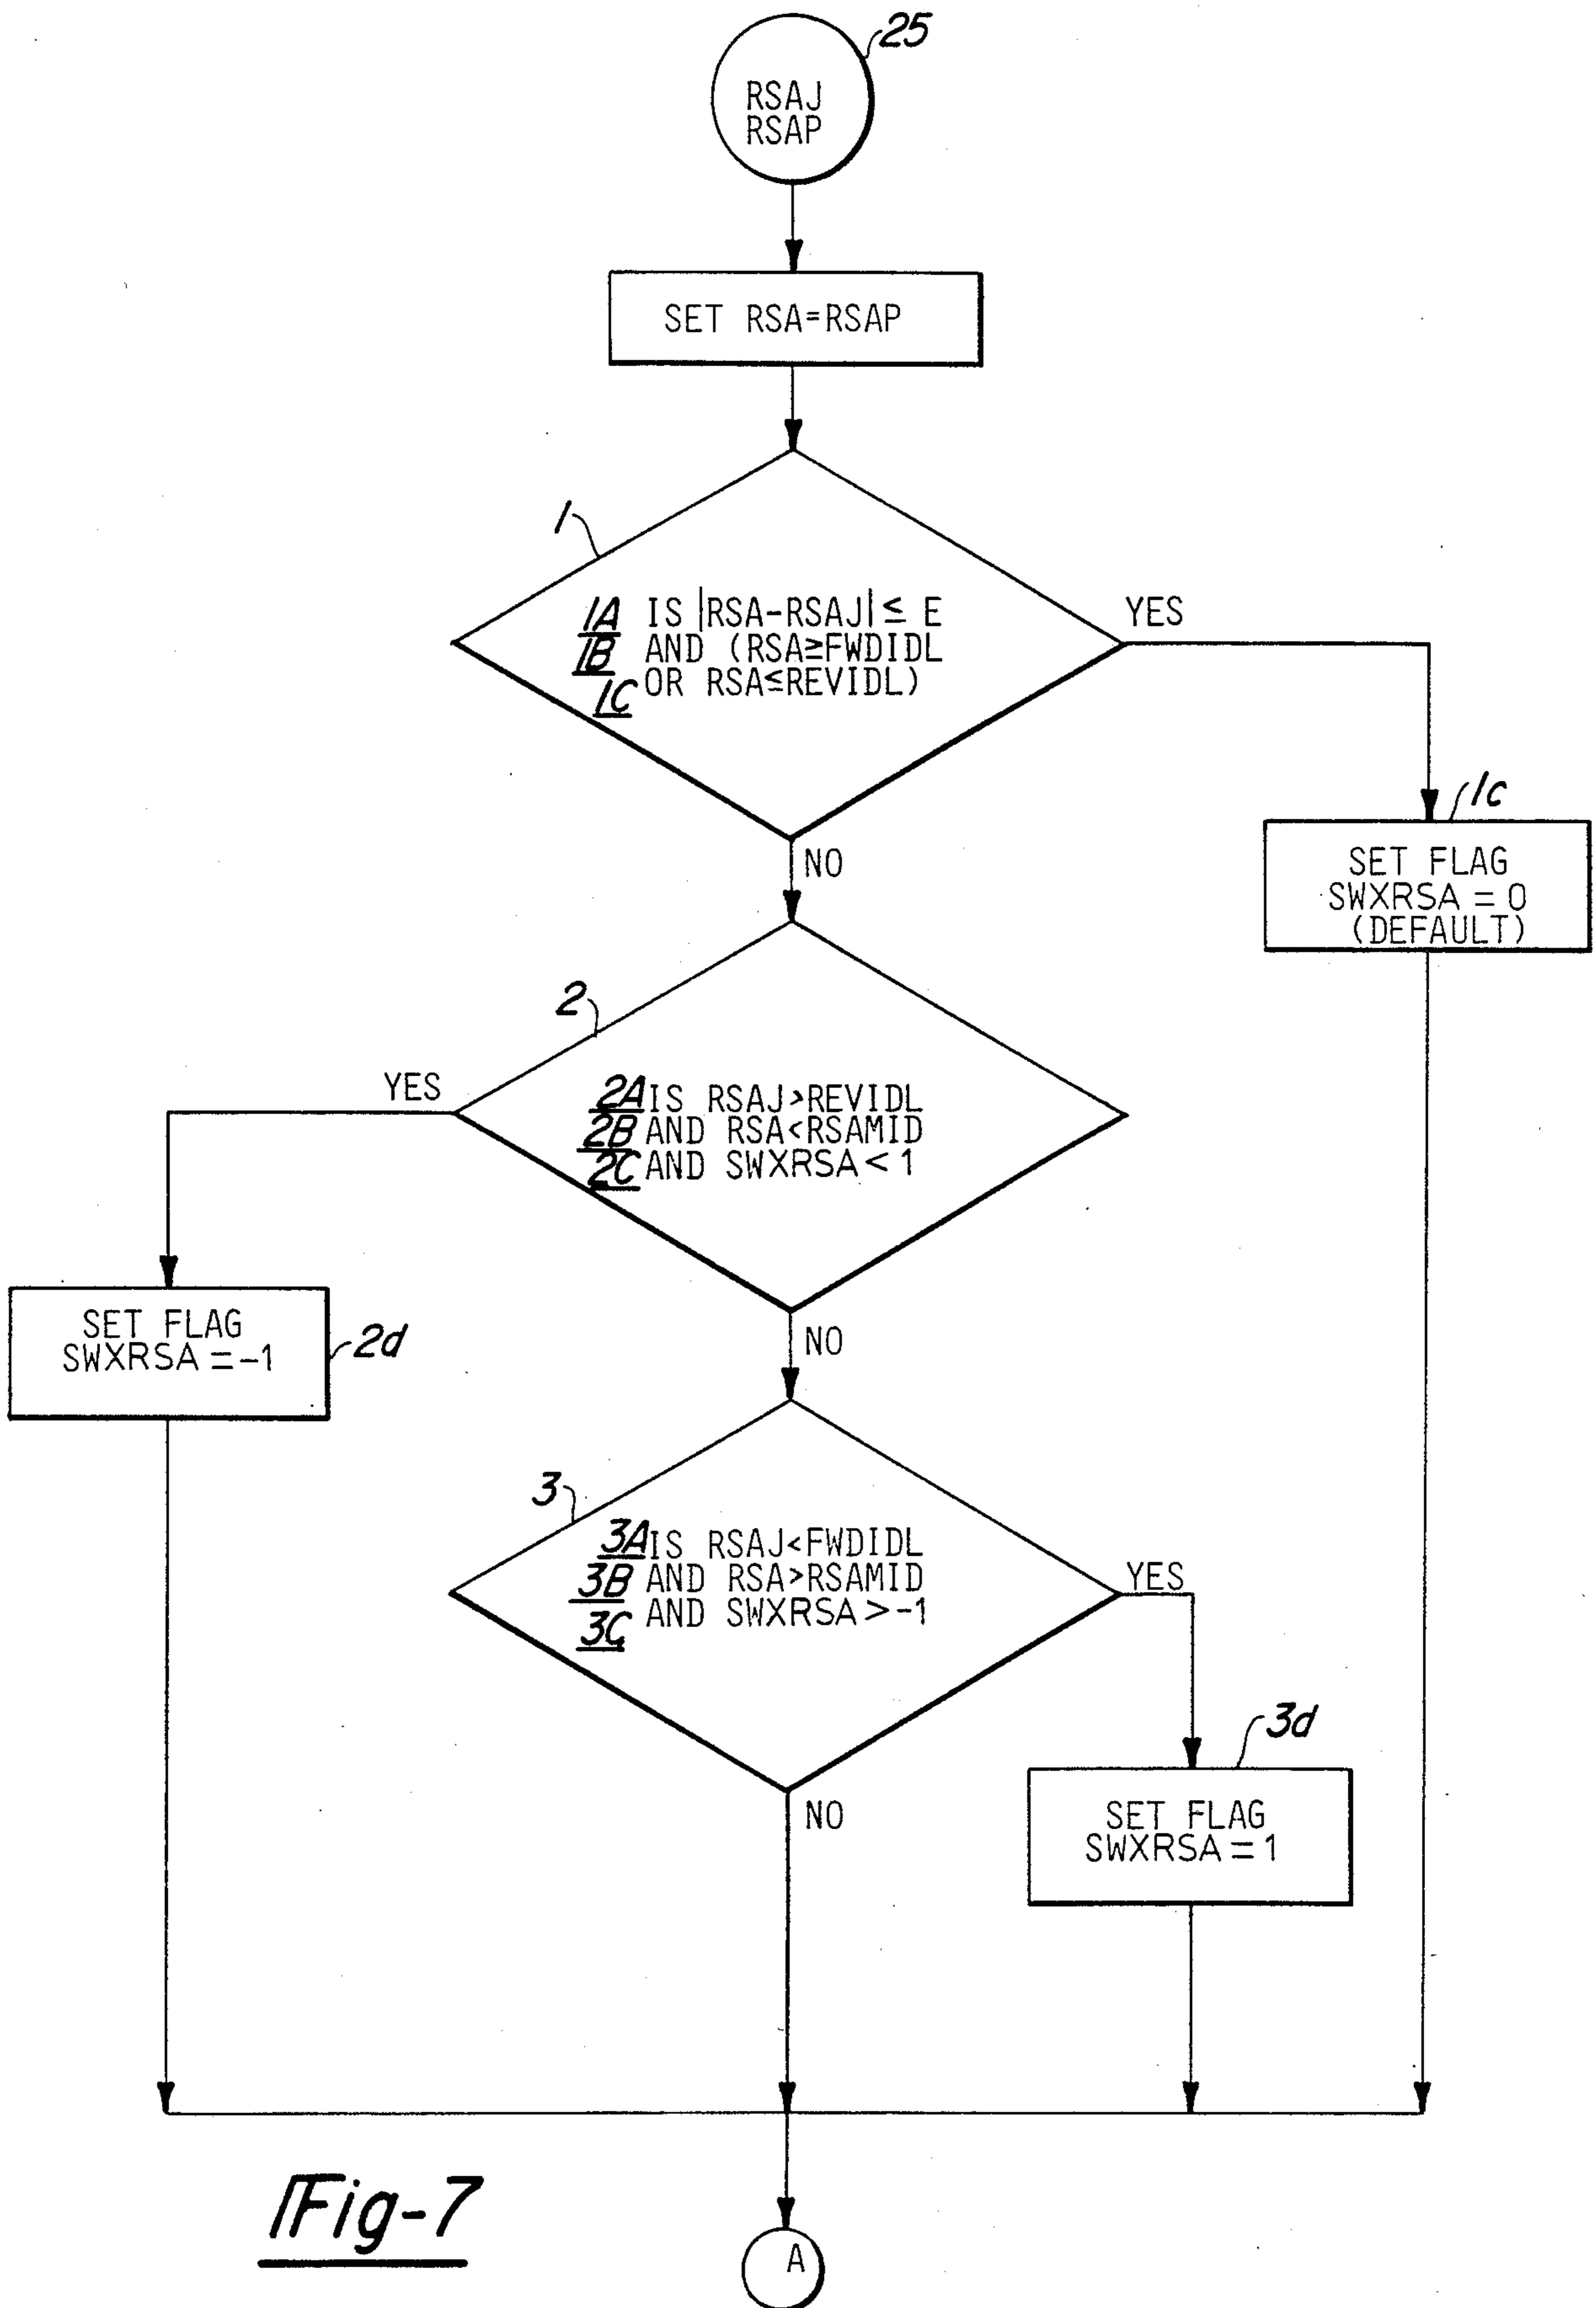 25
RSAJ
RSAP
SET RSA=RSAP
1
1A IS |RSA-RSAJ| ≤ E
1B AND (RSA≥FWDIDL
1C OR RSA≤REVIDL)
YES
NO
1c
SET FLAG
SWXRSA = 0
(DEFAULT)
2
2A IS RSAJ>REVIDL
2B AND RSA<RSAMID
2C AND SWXRSA < 1
YES
NO
SET FLAG
SWXRSA = -1
2d
3
3A IS RSAJ<FWDIDL
3B AND RSA>RSAMID
3C AND SWXRSA > -1
YES
NO
3d
SET FLAG
SWXRSA = 1
Fig-7
A